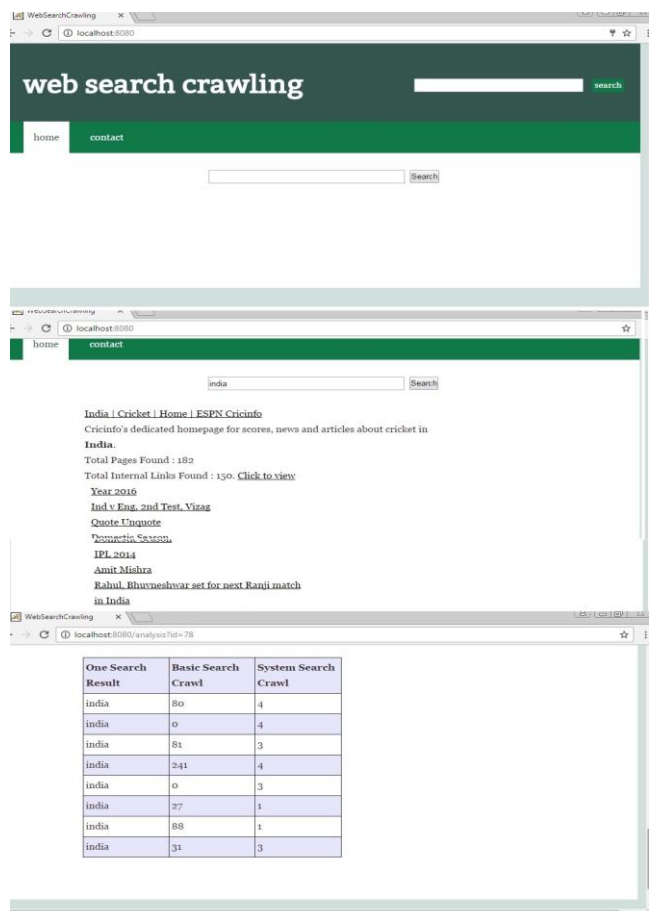 WebSearchCrawling
localhost:8080
web search crawling
search
home contact
Search
WebSearchCrawling
localhost:8080
home contact
india Search
India | Cricket | Home | ESPN Cricinfo
Cricinfo's dedicated homepage for scores, news and articles about cricket in
India.
Total Pages Found : 182
Total Internal Links Found : 150. Click to view
Year 2016
Ind v Eng, 2nd Test, Vizag
Quote Unquote
Domestic Season,
IPL 2014
Amit Mishra
Rahul, Bhuvneshwar set for next Ranji match
in India
WebSearchCrawling
localhost:8080/analysis?id=78
One Search Result Basic Search Crawl System Search Crawl
india 80 4
india 0 4
india 81 3
india 241 4
india 0 3
india 27 1
india 88 1
india 31 3